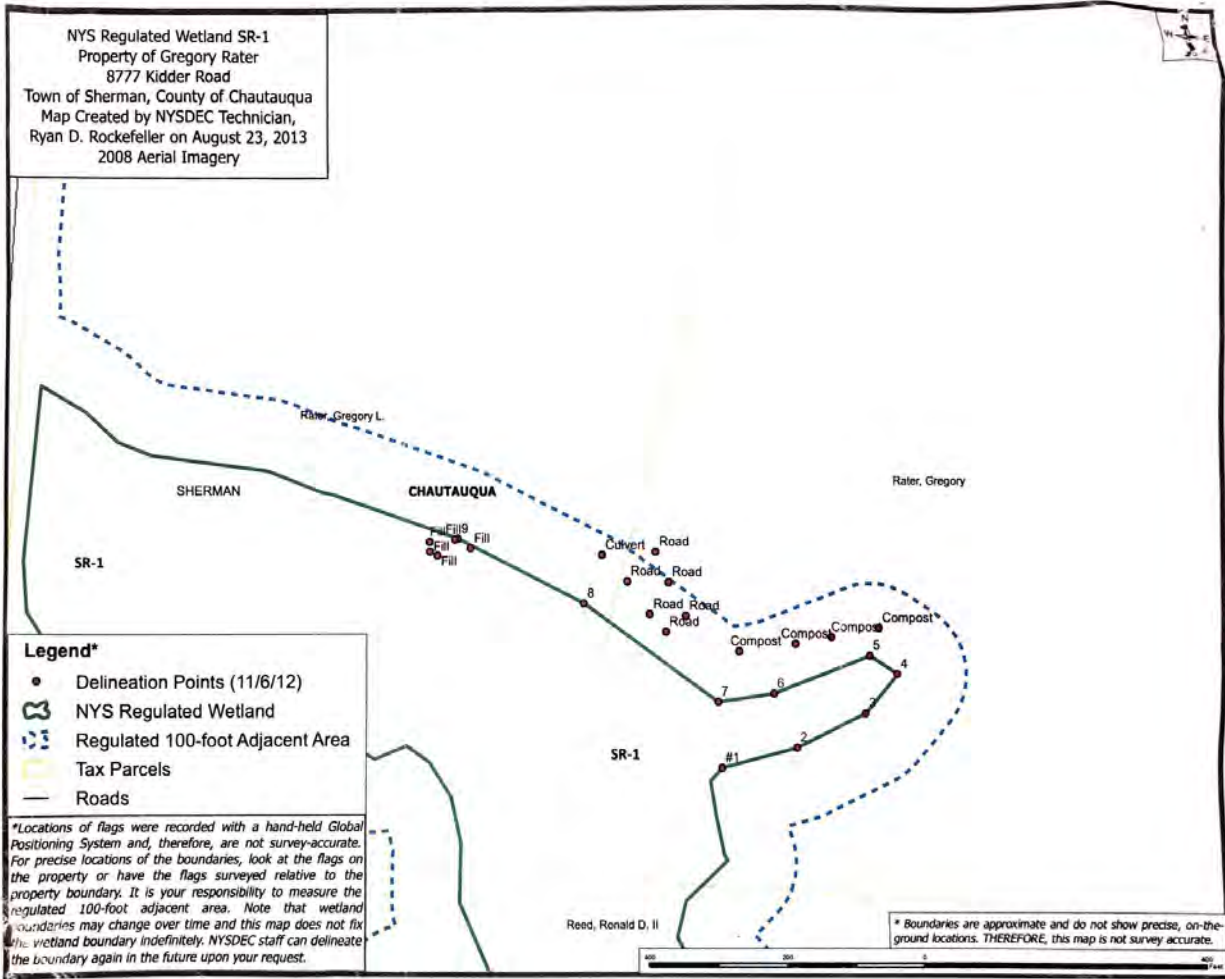 NYS Regulated Wetland SR-1
Property of Gregory Rater
8777 Kidder Road
Town of Sherman, County of Chautauqua
Map Created by NYSDEC Technician,
Ryan D. Rockefeller on August 23, 2013
2008 Aerial Imagery
N
W E
Rater, Gregory L.
SHERMAN
CHAUTAUQUA
Rater, Gregory
SR-1
Fill Fill 9 Fill
Fill
Fill
Culvert Road
Road Road
Road Road
Road
8
Compost Compost Compost Compost
5
4
6
7
3
2
#1
SR-1
Reed, Ronald D, II
Legend*
Delineation Points (11/6/12)
NYS Regulated Wetland
Regulated 100-foot Adjacent Area
Tax Parcels
Roads
*Locations of flags were recorded with a hand-held Global
Positioning System and, therefore, are not survey-accurate.
For precise locations of the boundaries, look at the flags on
the property or have the flags surveyed relative to the
property boundary. It is your responsibility to measure the
regulated 100-foot adjacent area. Note that wetland
boundaries may change over time and this map does not fix
the wetland boundary indefinitely. NYSDEC staff can delineate
the boundary again in the future upon your request.
* Boundaries are approximate and do not show precise, on-the-
ground locations. THEREFORE, this map is not survey accurate.
400 200 0 400
Feet